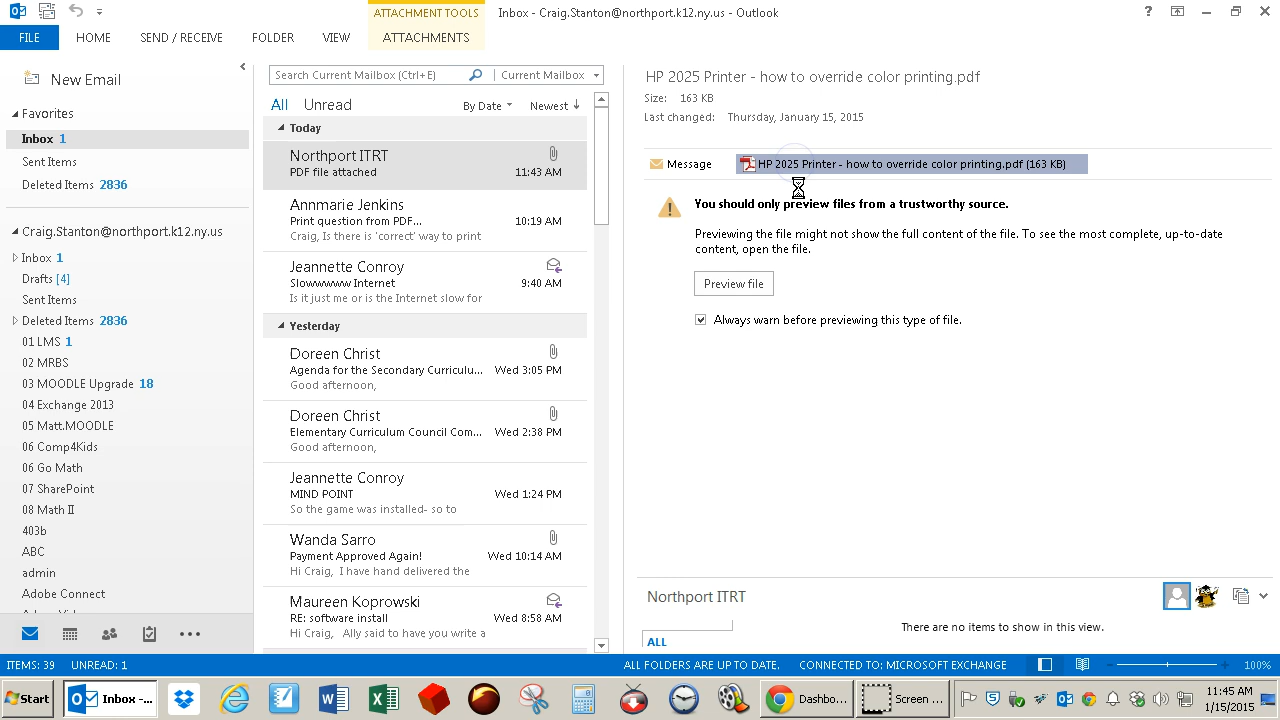 ATTACHMENT TOOLS
Inbox - Craig.Stanton@northport.k12.ny.us - Outlook
?
FILE
HOME
SEND / RECEIVE
FOLDER
VIEW
ATTACHMENTS
New Email
Favorites
Inbox 1
Sent Items
Deleted Items 2836
Craig.Stanton@northport.k12.ny.us
Inbox 1
Drafts [4]
Sent Items
Deleted Items 2836
01 LMS 1
02 MRBS
03 MOODLE Upgrade 18
04 Exchange 2013
05 Matt.MOODLE
06 Comp4Kids
06 Go Math
07 SharePoint
08 Math II
403b
ABC
admin
Adobe Connect
Search Current Mailbox (Ctrl+E)
Current Mailbox
All Unread
By Date
Newest
Today
Northport ITRT
PDF file attached 11:43 AM
Annmarie Jenkins
Print question from PDF... 10:19 AM
Craig, Is there is 'correct' way to print
Jeannette Conroy
Slowwwww Internet 9:40 AM
Is it just me or is the Internet slow for
Yesterday
Doreen Christ
Agenda for the Secondary Curriculu... Wed 3:05 PM
Good afternoon,
Doreen Christ
Elementary Curriculum Council Com... Wed 2:38 PM
Good afternoon,
Jeannette Conroy
MIND POINT Wed 1:24 PM
So the game was installed- so to
Wanda Sarro
Payment Approved Again! Wed 10:14 AM
Hi Craig, I have hand delivered the
Maureen Koprowski
RE: software install Wed 8:58 AM
Hi Craig, Ally said to have you write a
HP 2025 Printer - how to override color printing.pdf
Size: 163 KB
Last changed: Thursday, January 15, 2015
Message
HP 2025 Printer - how to override color printing.pdf (163 KB)
You should only preview files from a trustworthy source.
Previewing the file might not show the full content of the file. To see the most complete, up-to-date
content, open the file.
Preview file
Always warn before previewing this type of file.
Northport ITRT
There are no items to show in this view.
ALL
ITEMS: 39
UNREAD: 1
ALL FOLDERS ARE UP TO DATE.
CONNECTED TO: MICROSOFT EXCHANGE
100%
Start
Inbox -...
Dashbo...
Screen ...
11:45 AM
1/15/2015